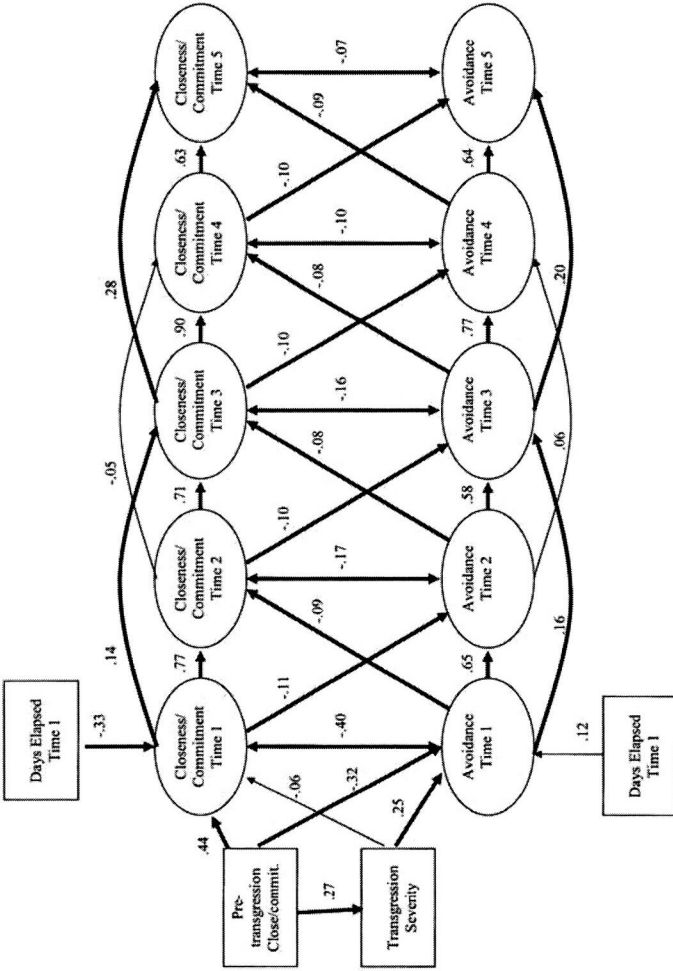 Days Elapsed
Time 1
-.33
.14
-.05
.28
Closeness/
Commitment
Time 1
.77
Closeness/
Commitment
Time 2
.71
Closeness/
Commitment
Time 3
.90
Closeness/
Commitment
Time 4
.63
Closeness/
Commitment
Time 5
.44
Pre-
transgression
Close/commit.
.27
Transgression
Severity
-.06
-.32
.25
-.40
-.11
-.09
-.17
-.10
-.08
-.16
-.10
-.08
-.10
-.10
-.09
-.07
Avoidance
Time 1
.65
Avoidance
Time 2
.58
Avoidance
Time 3
.77
Avoidance
Time 4
.64
Avoidance
Time 5
.16
.06
.20
.12
Days Elapsed
Time 1